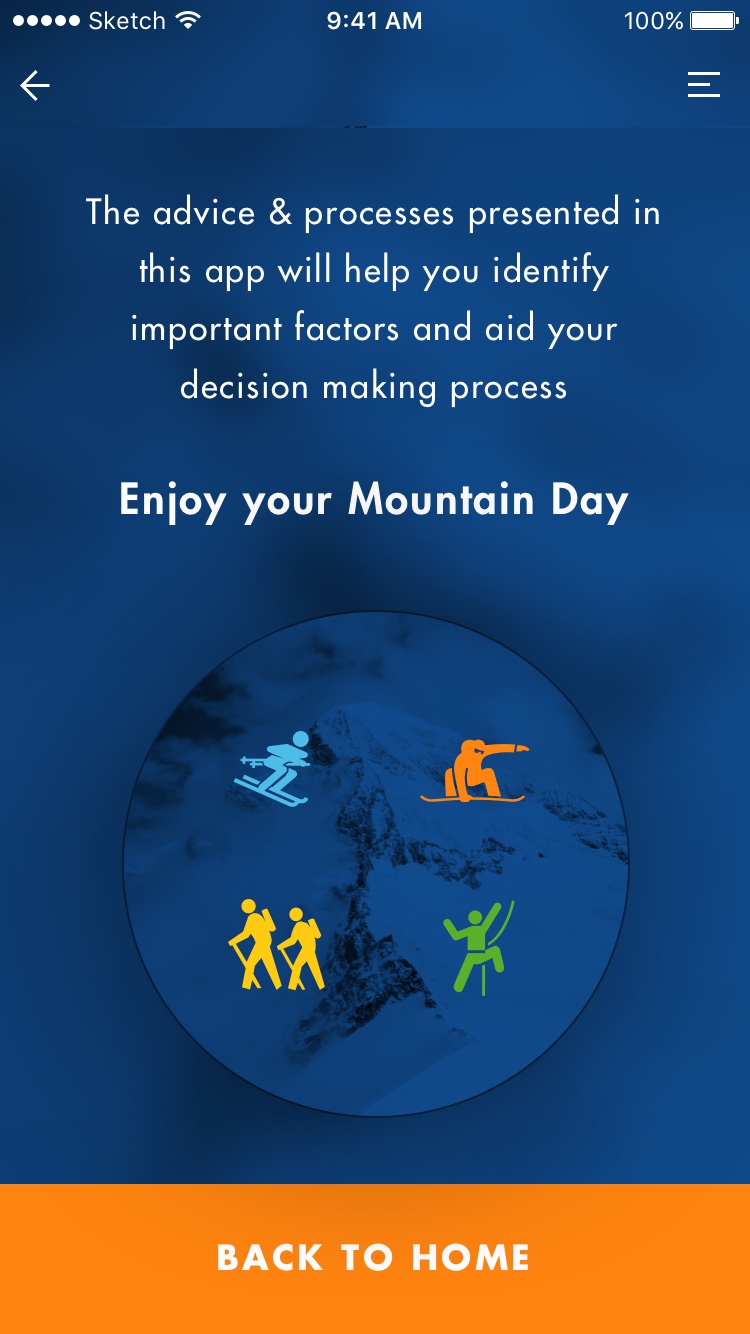 Sketch 9:41 AM 100%
The advice & processes presented in
this app will help you identify
important factors and aid your
decision making process
Enjoy your Mountain Day
BACK TO HOME